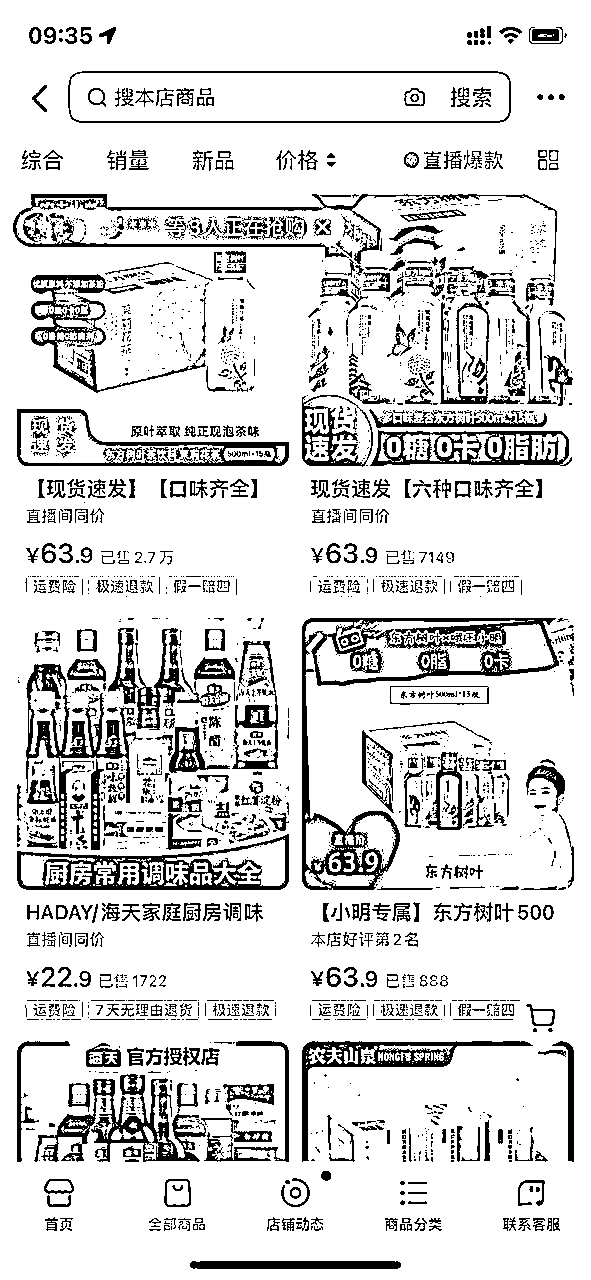 09:35
搜本店商品
搜索
综合
销量
新品
价格
直播爆款
等8人正在抢购
现货速发
原叶萃取 纯正现泡茶味
500ml*15瓶
现货速发
0糖0卡0脂肪
【现货速发】【口味齐全】
直播间同价
¥63.9 已售2.7万
运费险
极速退款
假一赔四
现货速发【六种口味齐全】
直播间同价
¥63.9 已售7149
运费险
极速退款
假一赔四
厨房常用调味品大全
HADAY/海天家庭厨房调味
直播间同价
¥22.9 已售1722
运费险
7天无理由退货
极速退款
0糖
0脂
0卡
东方树叶500ml*15瓶
¥63.9
东方树叶
【小明专属】东方树叶500
本店好评第2名
¥63.9 已售888
运费险
极速退款
假一赔四
海天 官方授权店
农夫山泉 NONGFU SPRING
首页
全部商品
店铺动态
商品分类
联系客服